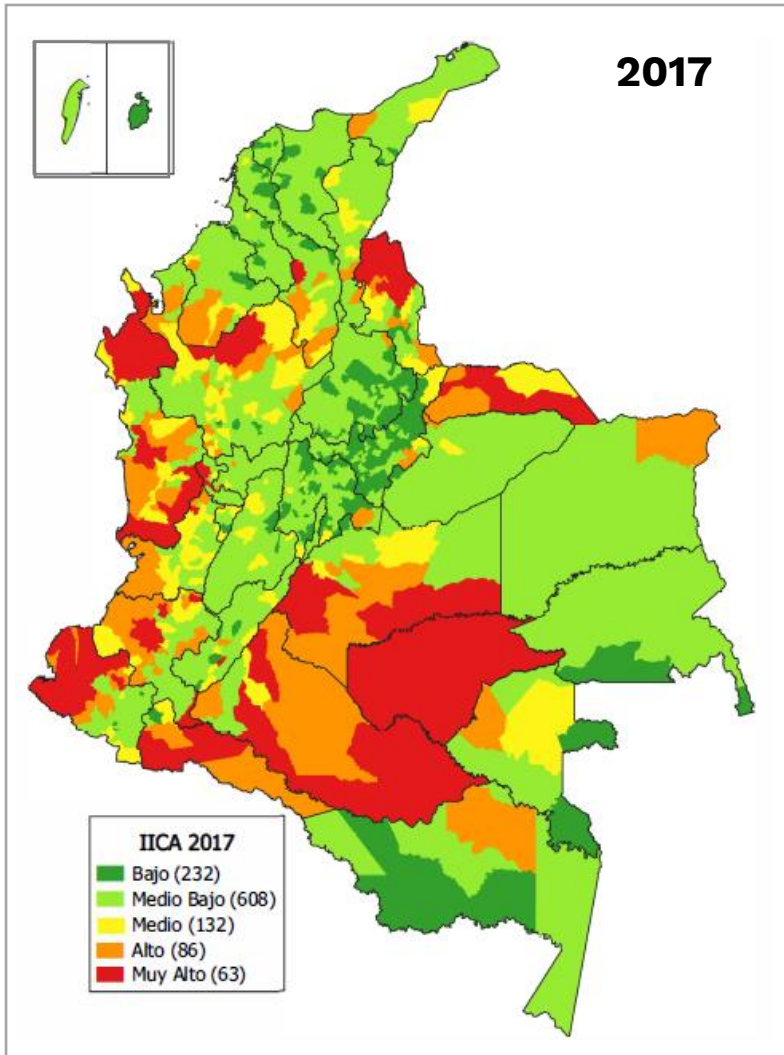 2017
IICA 2017
Bajo (232)
Medio Bajo (608)
Medio (132)
Alto (86)
Muy Alto (63)